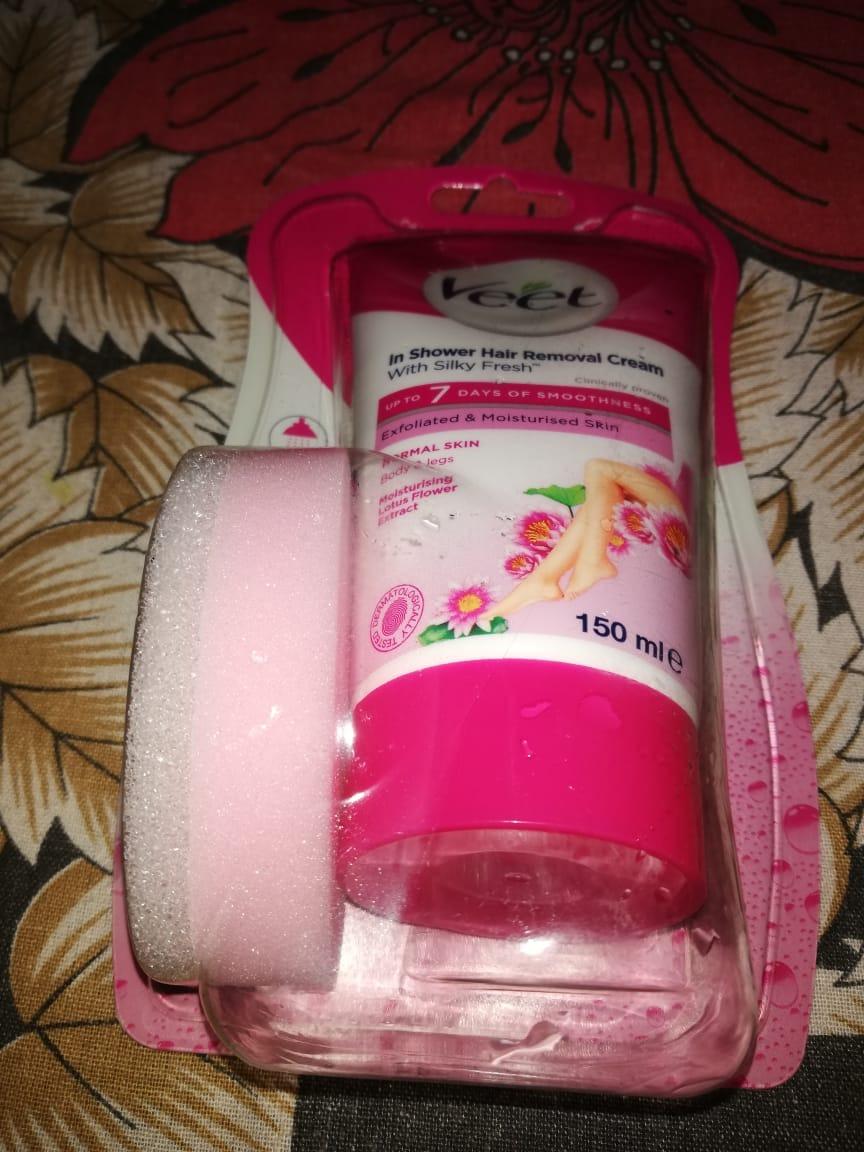 Veet
In Shower Hair Removal Cream
With Silky Fresh™
Clinically proven
UP TO 7 DAYS OF SMOOTHNESS
Exfoliated & Moisturised Skin
NORMAL SKIN
Body & legs
Moisturising
Lotus Flower
Extract
DERMATOLOGICALLY TESTED
150 ml e